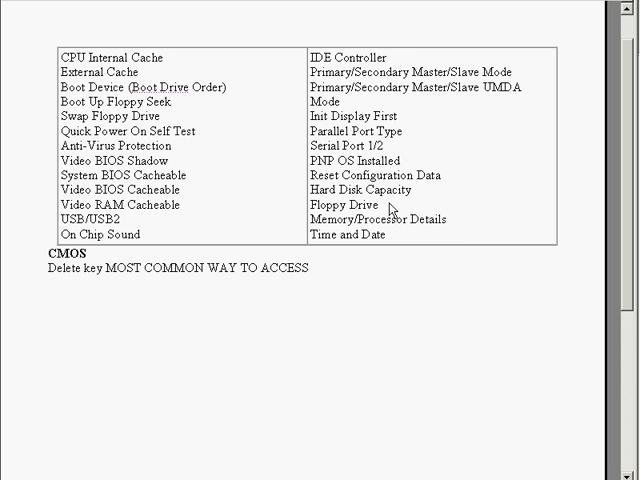 CPU Internal Cache
External Cache
Boot Device (Boot Drive Order)
Boot Up Floppy Seek
Swap Floppy Drive
Quick Power On Self Test
Anti-Virus Protection
Video BIOS Shadow
System BIOS Cacheable
Video BIOS Cacheable
Video RAM Cacheable
USB/USB2
On Chip Sound
IDE Controller
Primary/Secondary Master/Slave Mode
Primary/Secondary Master/Slave UMDA
Mode
Init Display First
Parallel Port Type
Serial Port 1/2
PNP OS Installed
Reset Configuration Data
Hard Disk Capacity
Floppy Drive
Memory/Processor Details
Time and Date
CMOS
Delete key MOST COMMON WAY TO ACCESS